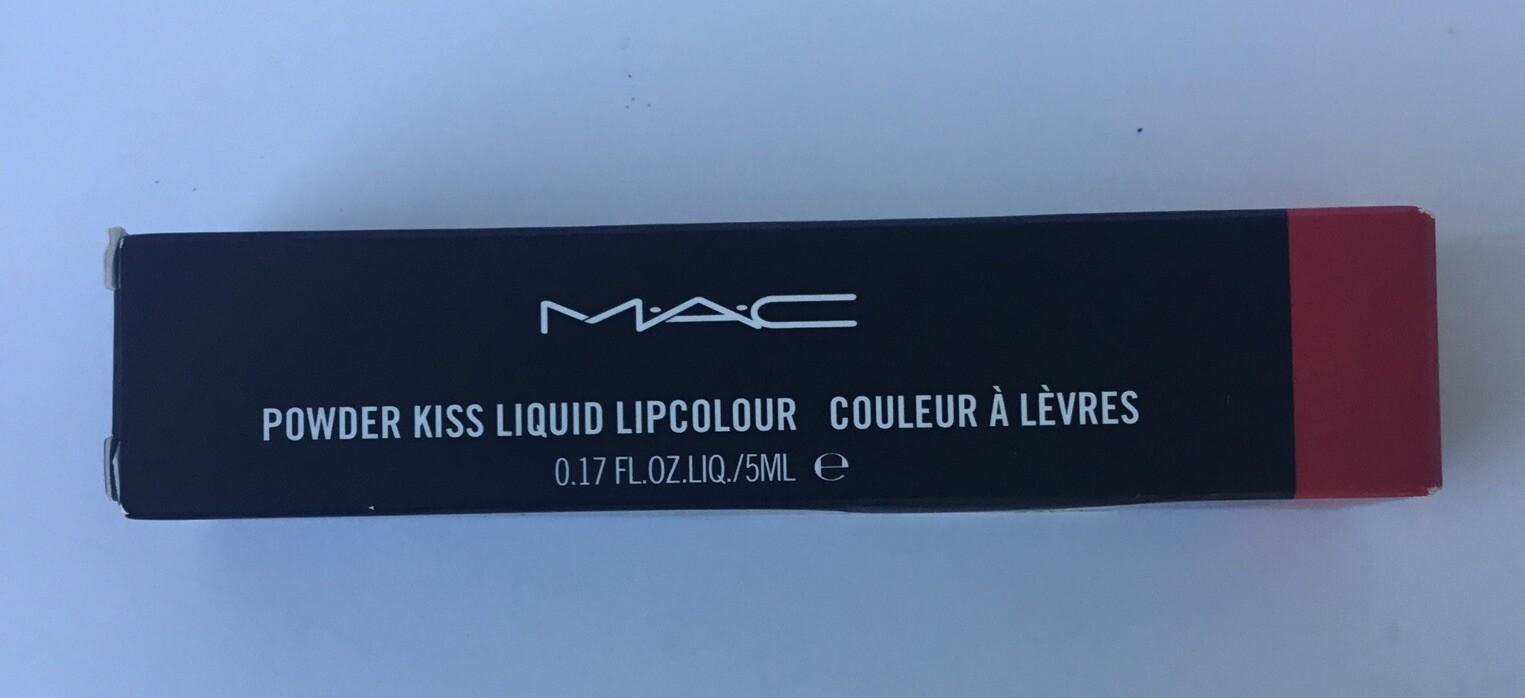 M·A·C
POWDER KISS LIQUID LIPCOLOUR COULEUR À LÈVRES
0.17 FL.OZ.LIQ./5ML ℮